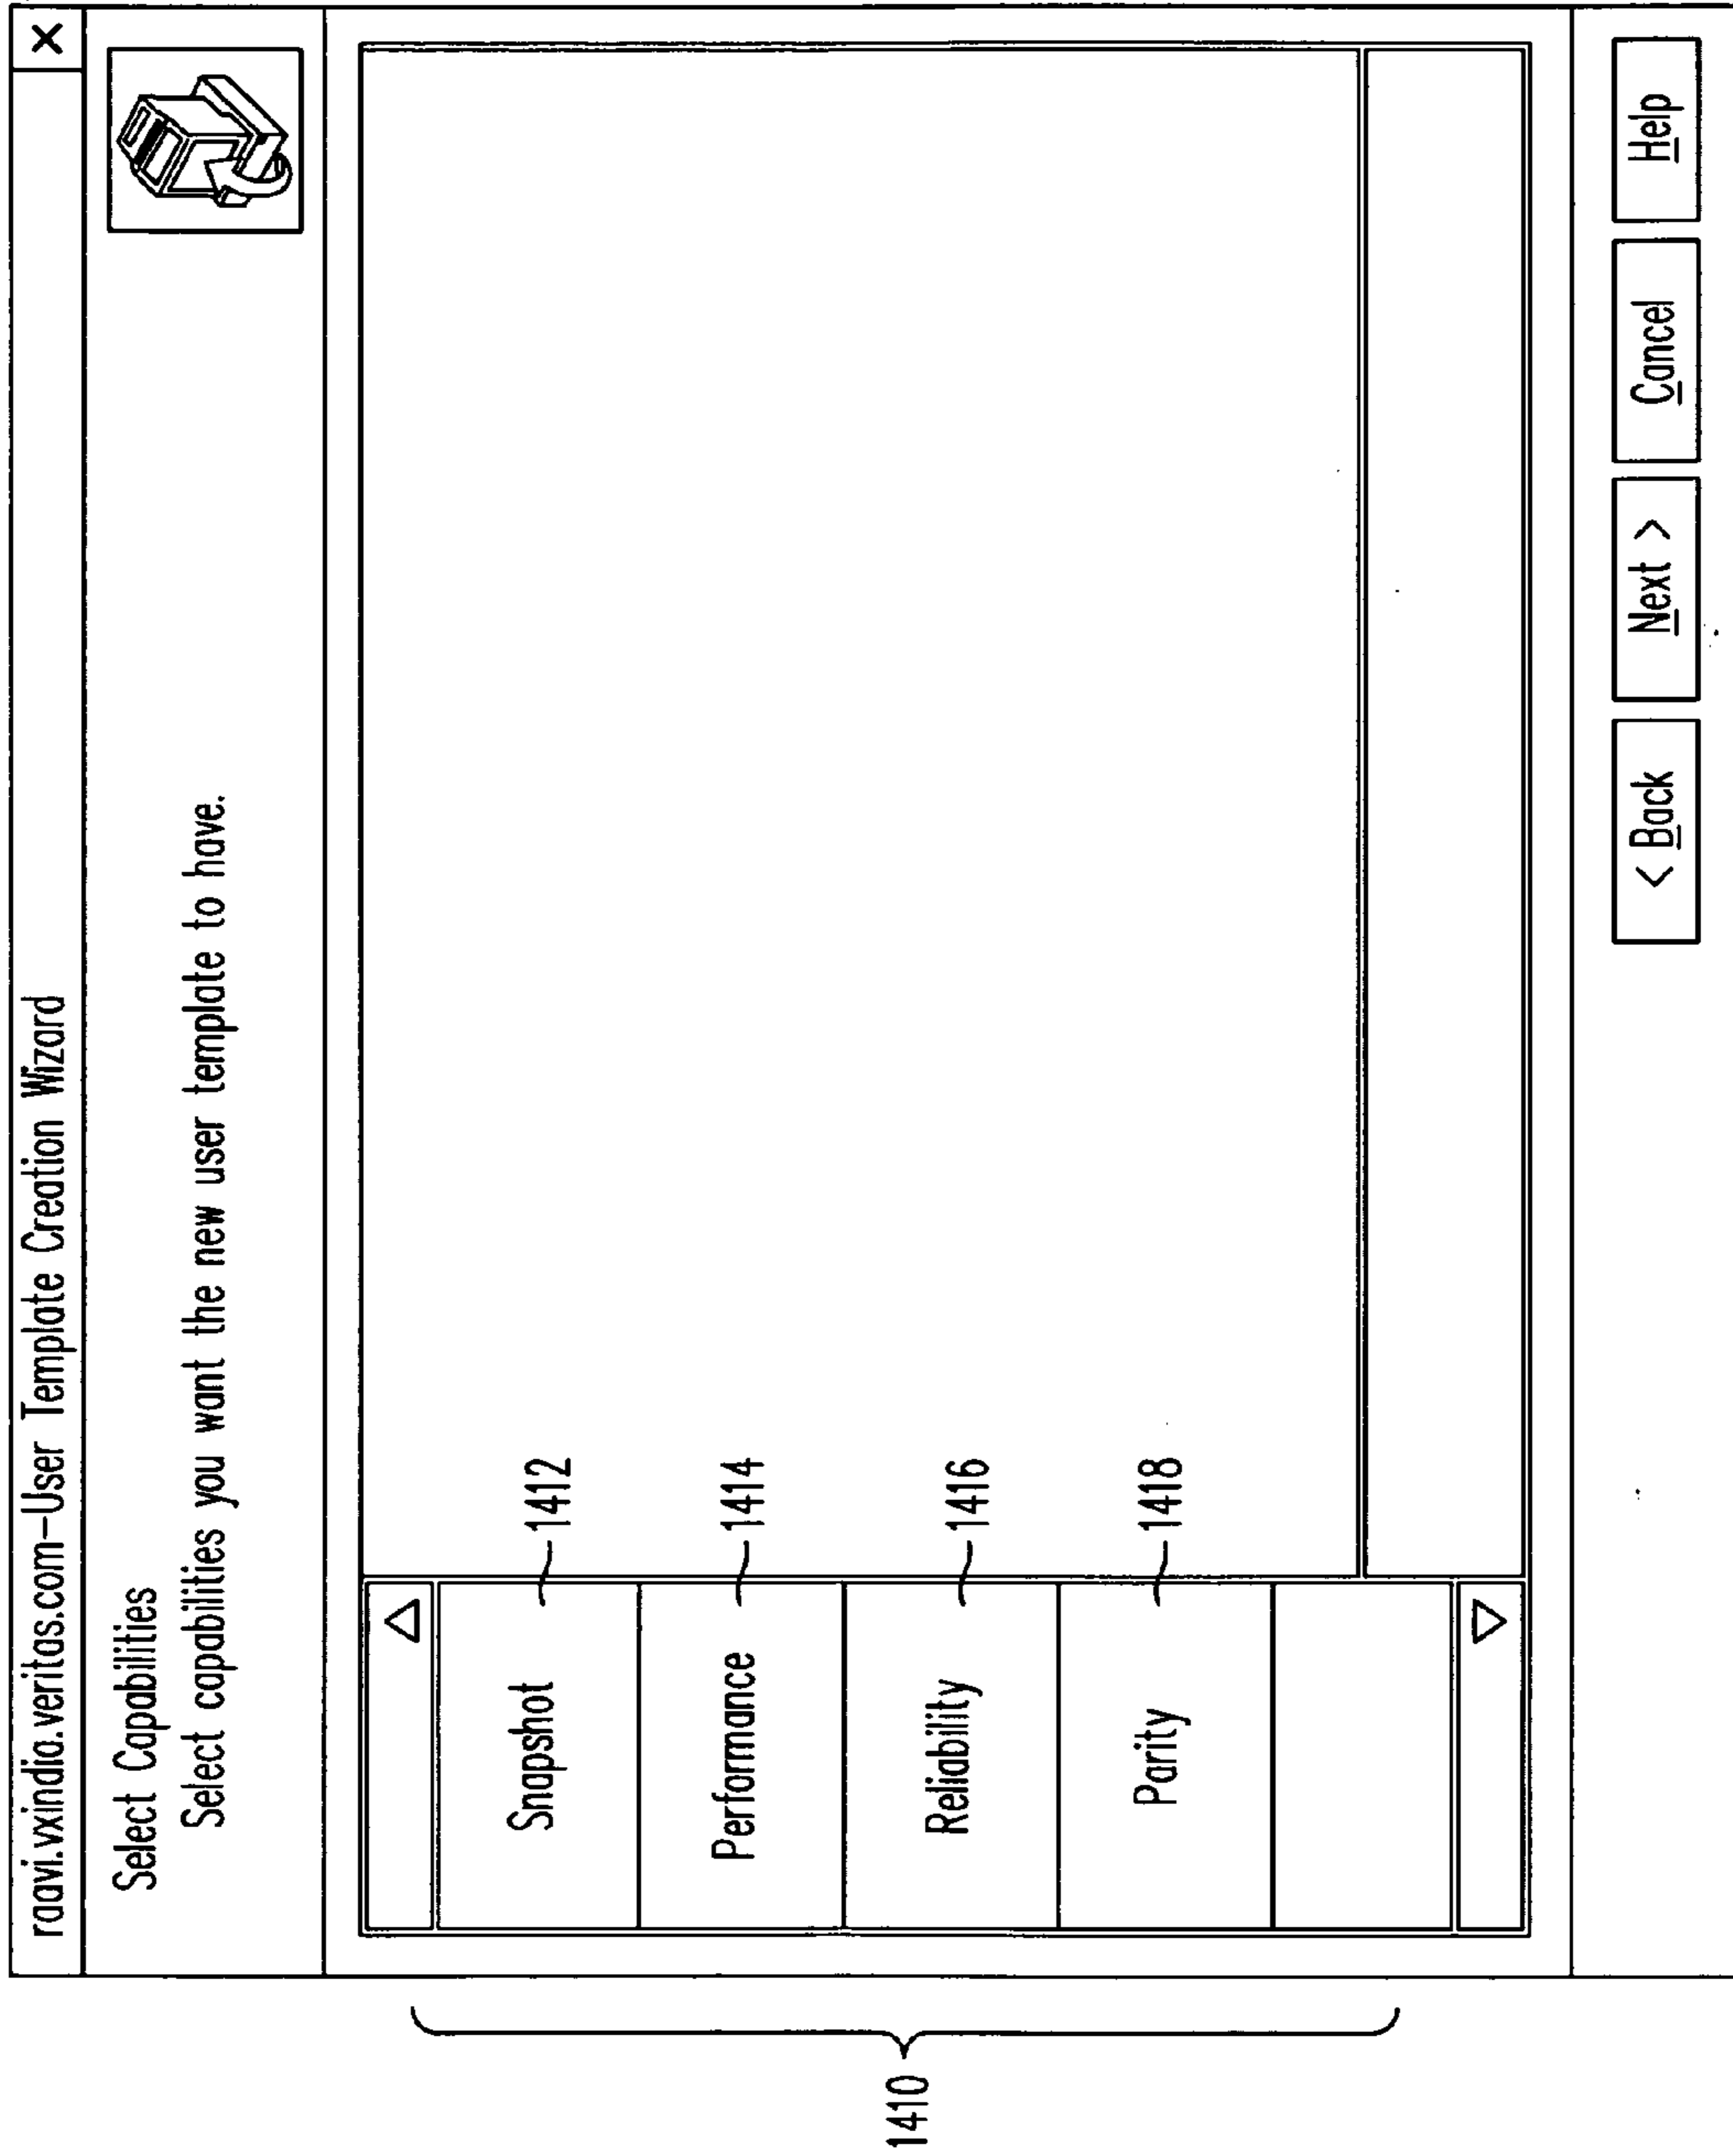 raavi.vxindia.veritas.com-User Template Creation Wizard X
Select Capabilities
Select capabilities you want the new user template to have.
1410
Snapshot 1412
Performance 1414
Reliability 1416
Parity 1418
< Back Next > Cancel Help